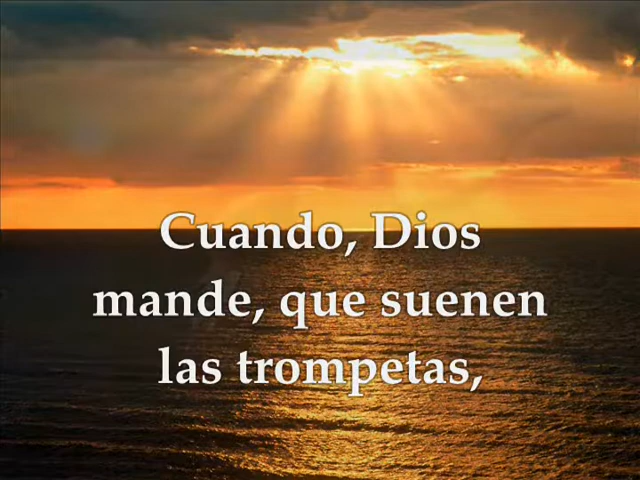 Cuando, Dios
mande, que suenen
las trompetas,